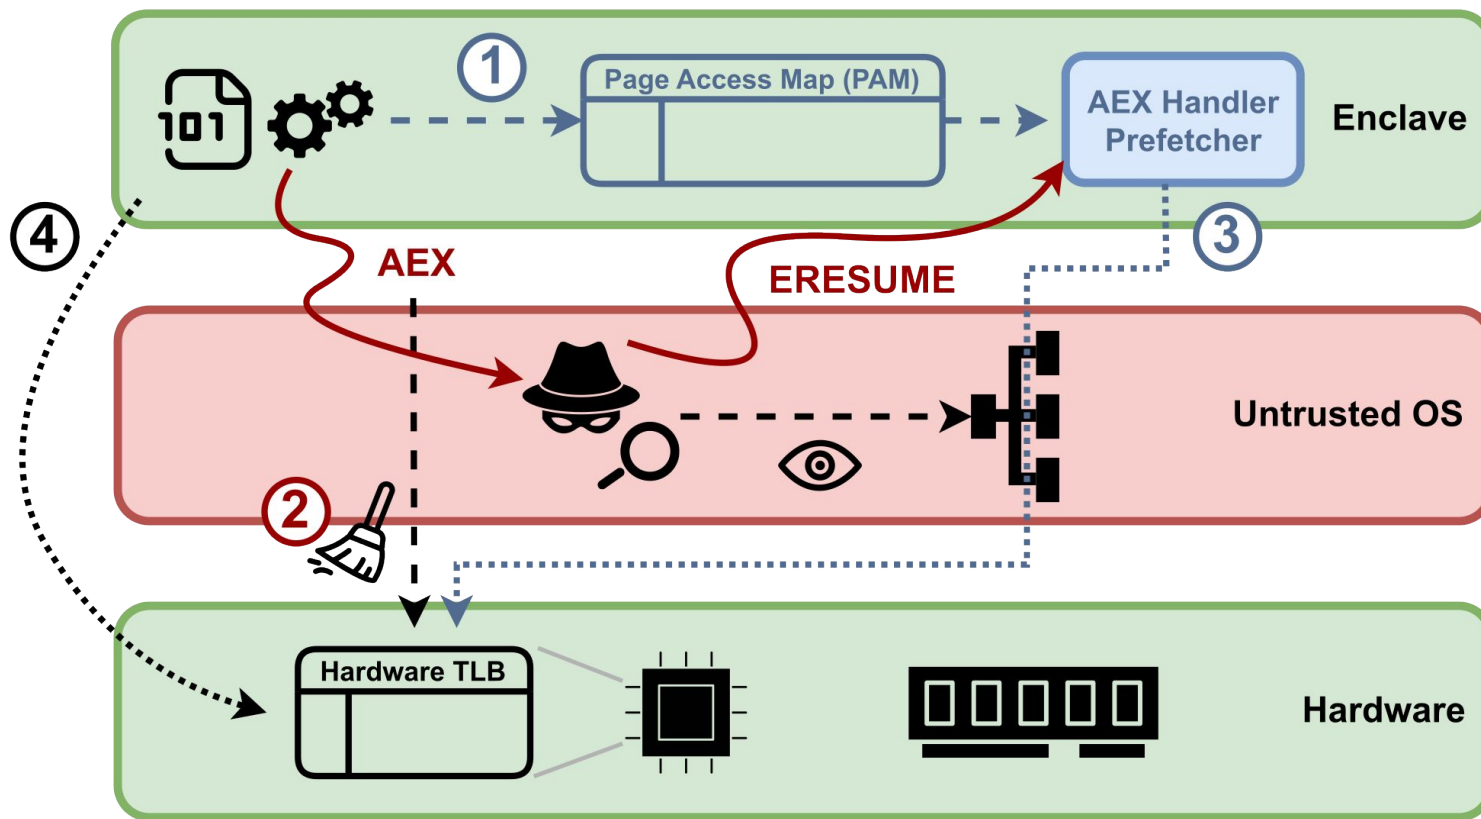 1
Page Access Map (PAM)
AEX Handler
Prefetcher
Enclave
101
4
3
AEX
ERESUME
Untrusted OS
2
Hardware TLB
Hardware